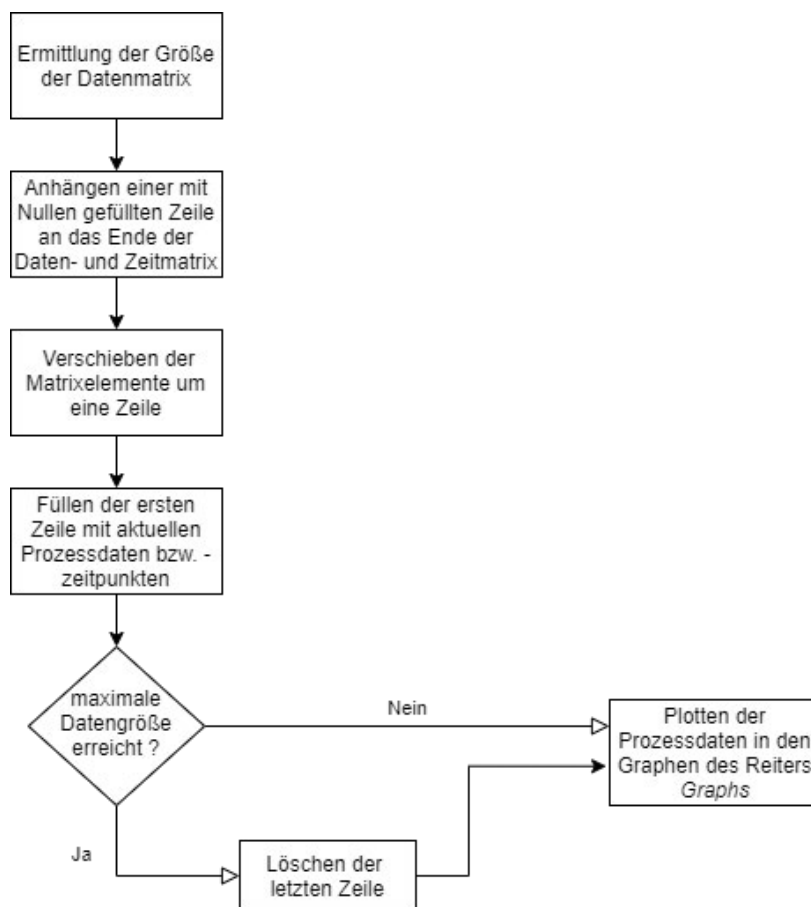 Ermittlung der Größe
der Datenmatrix
Anhängen einer mit
Nullen gefüllten Zeile
an das Ende der
Daten- und Zeitmatrix
Verschieben der
Matrixelemente um
eine Zeile
Füllen der ersten
Zeile mit aktuellen
Prozessdaten bzw. -
zeitpunkten
maximale
Datengröße
erreicht ?
Nein
Plotten der
Prozessdaten in den
Graphen des Reiters
Graphs
Ja
Löschen der
letzten Zeile